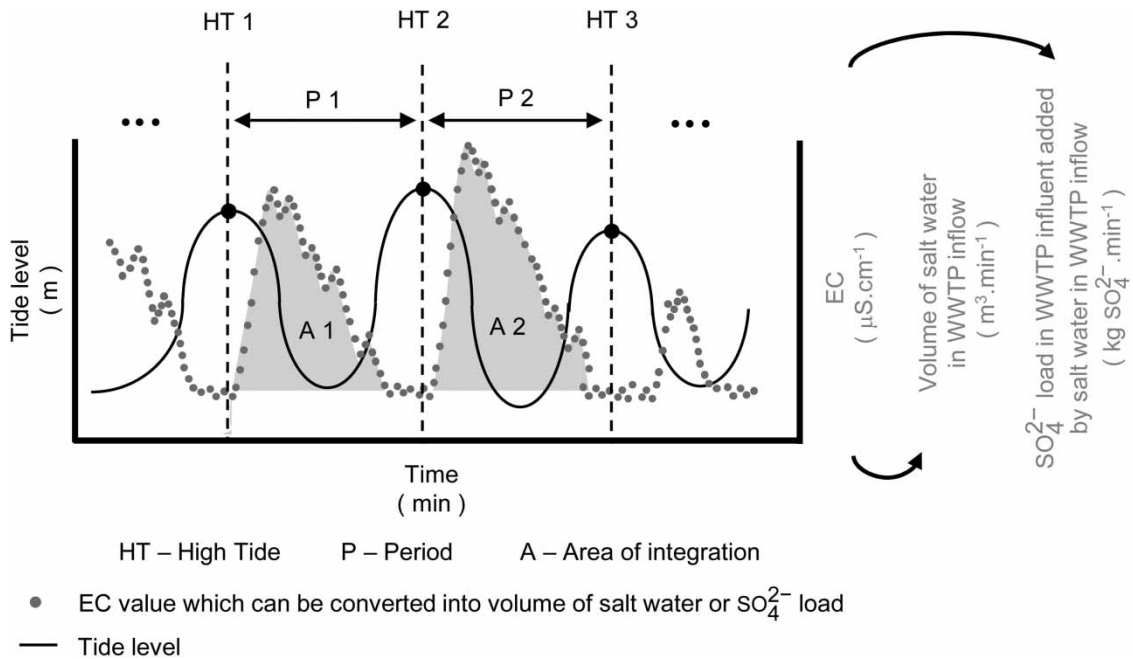 HT 1
HT 2
HT 3
P 1
P 2
...
...
A 1
A 2
Tide level
( m )
Time
( min )
EC
( μS.cm⁻¹ )
Volume of salt water
in WWTP inflow
( m³.min⁻¹ )
SO₄²⁻ load in WWTP influent added
by salt water in WWTP inflow
( kg SO₄²⁻.min⁻¹ )
HT – High Tide P – Period A – Area of integration
EC value which can be converted into volume of salt water or SO₄²⁻ load
Tide level